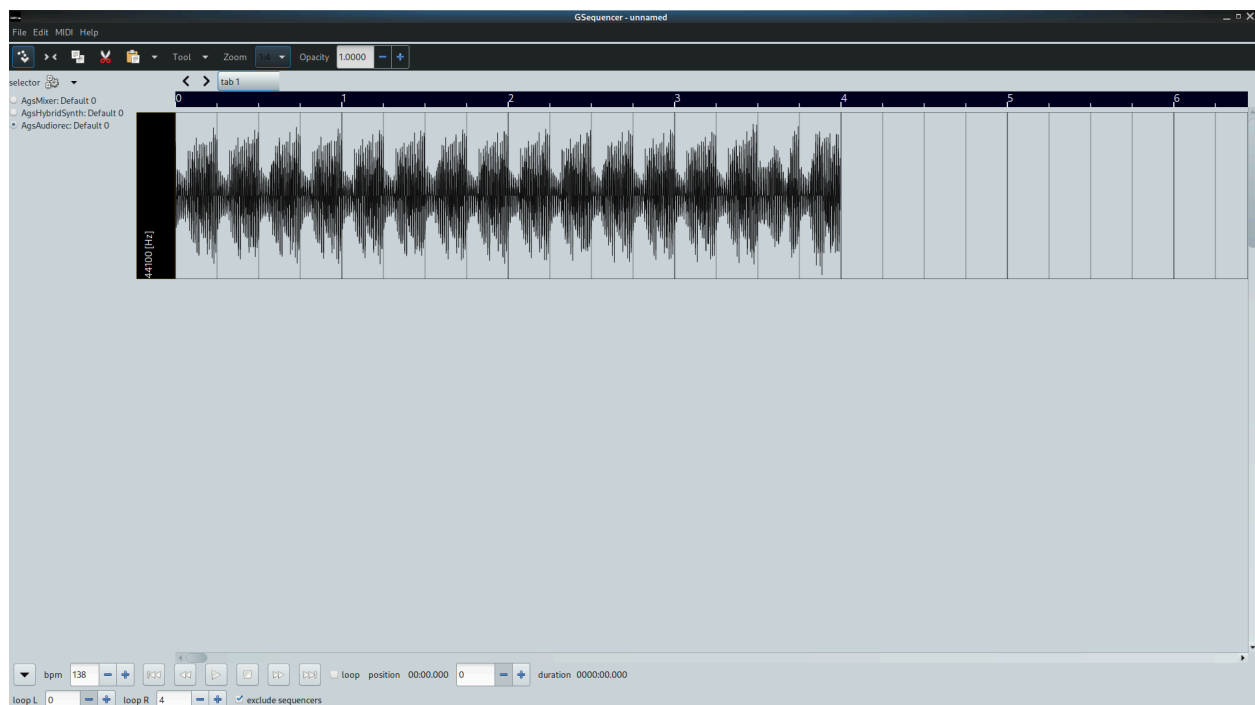 GSequencer - unnamed
File Edit MIDI Help
Tool Zoom 1:4 Opacity 1.0000
selector
tab 1
AgsMixer: Default 0
AgsHybridSynth: Default 0
AgsAudiorec: Default 0
0 1 2 3 4 5 6
44100 [Hz]
bpm 138 loop position 00:00.000 0 duration 0000:00.000
loop L 0 loop R 4 exclude sequencers